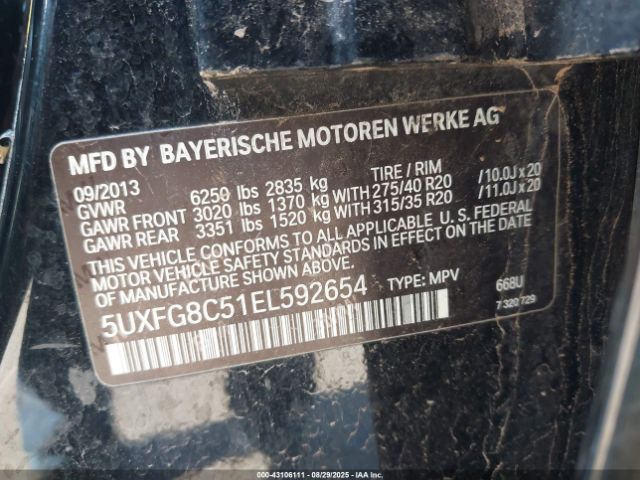 MFD BY BAYERISCHE MOTOREN WERKE AG
09/2013 TIRE / RIM
GVWR 6250 lbs 2835 kg
GAWR FRONT 3020 lbs 1370 kg WITH 275/40 R20 /10.0J x 20
GAWR REAR 3351 lbs 1520 kg WITH 315/35 R20 /11.0J x 20
THIS VEHICLE CONFORMS TO ALL APPLICABLE U. S. FEDERAL
MOTOR VEHICLE SAFETY STANDARDS IN EFFECT ON THE DATE
OF MANUFACTURE SHOWN ABOVE.
5UXFG8C51EL592654 TYPE: MPV 668U
7 320 729
© 43106111 - 08/29/2025 - IAAI.COM